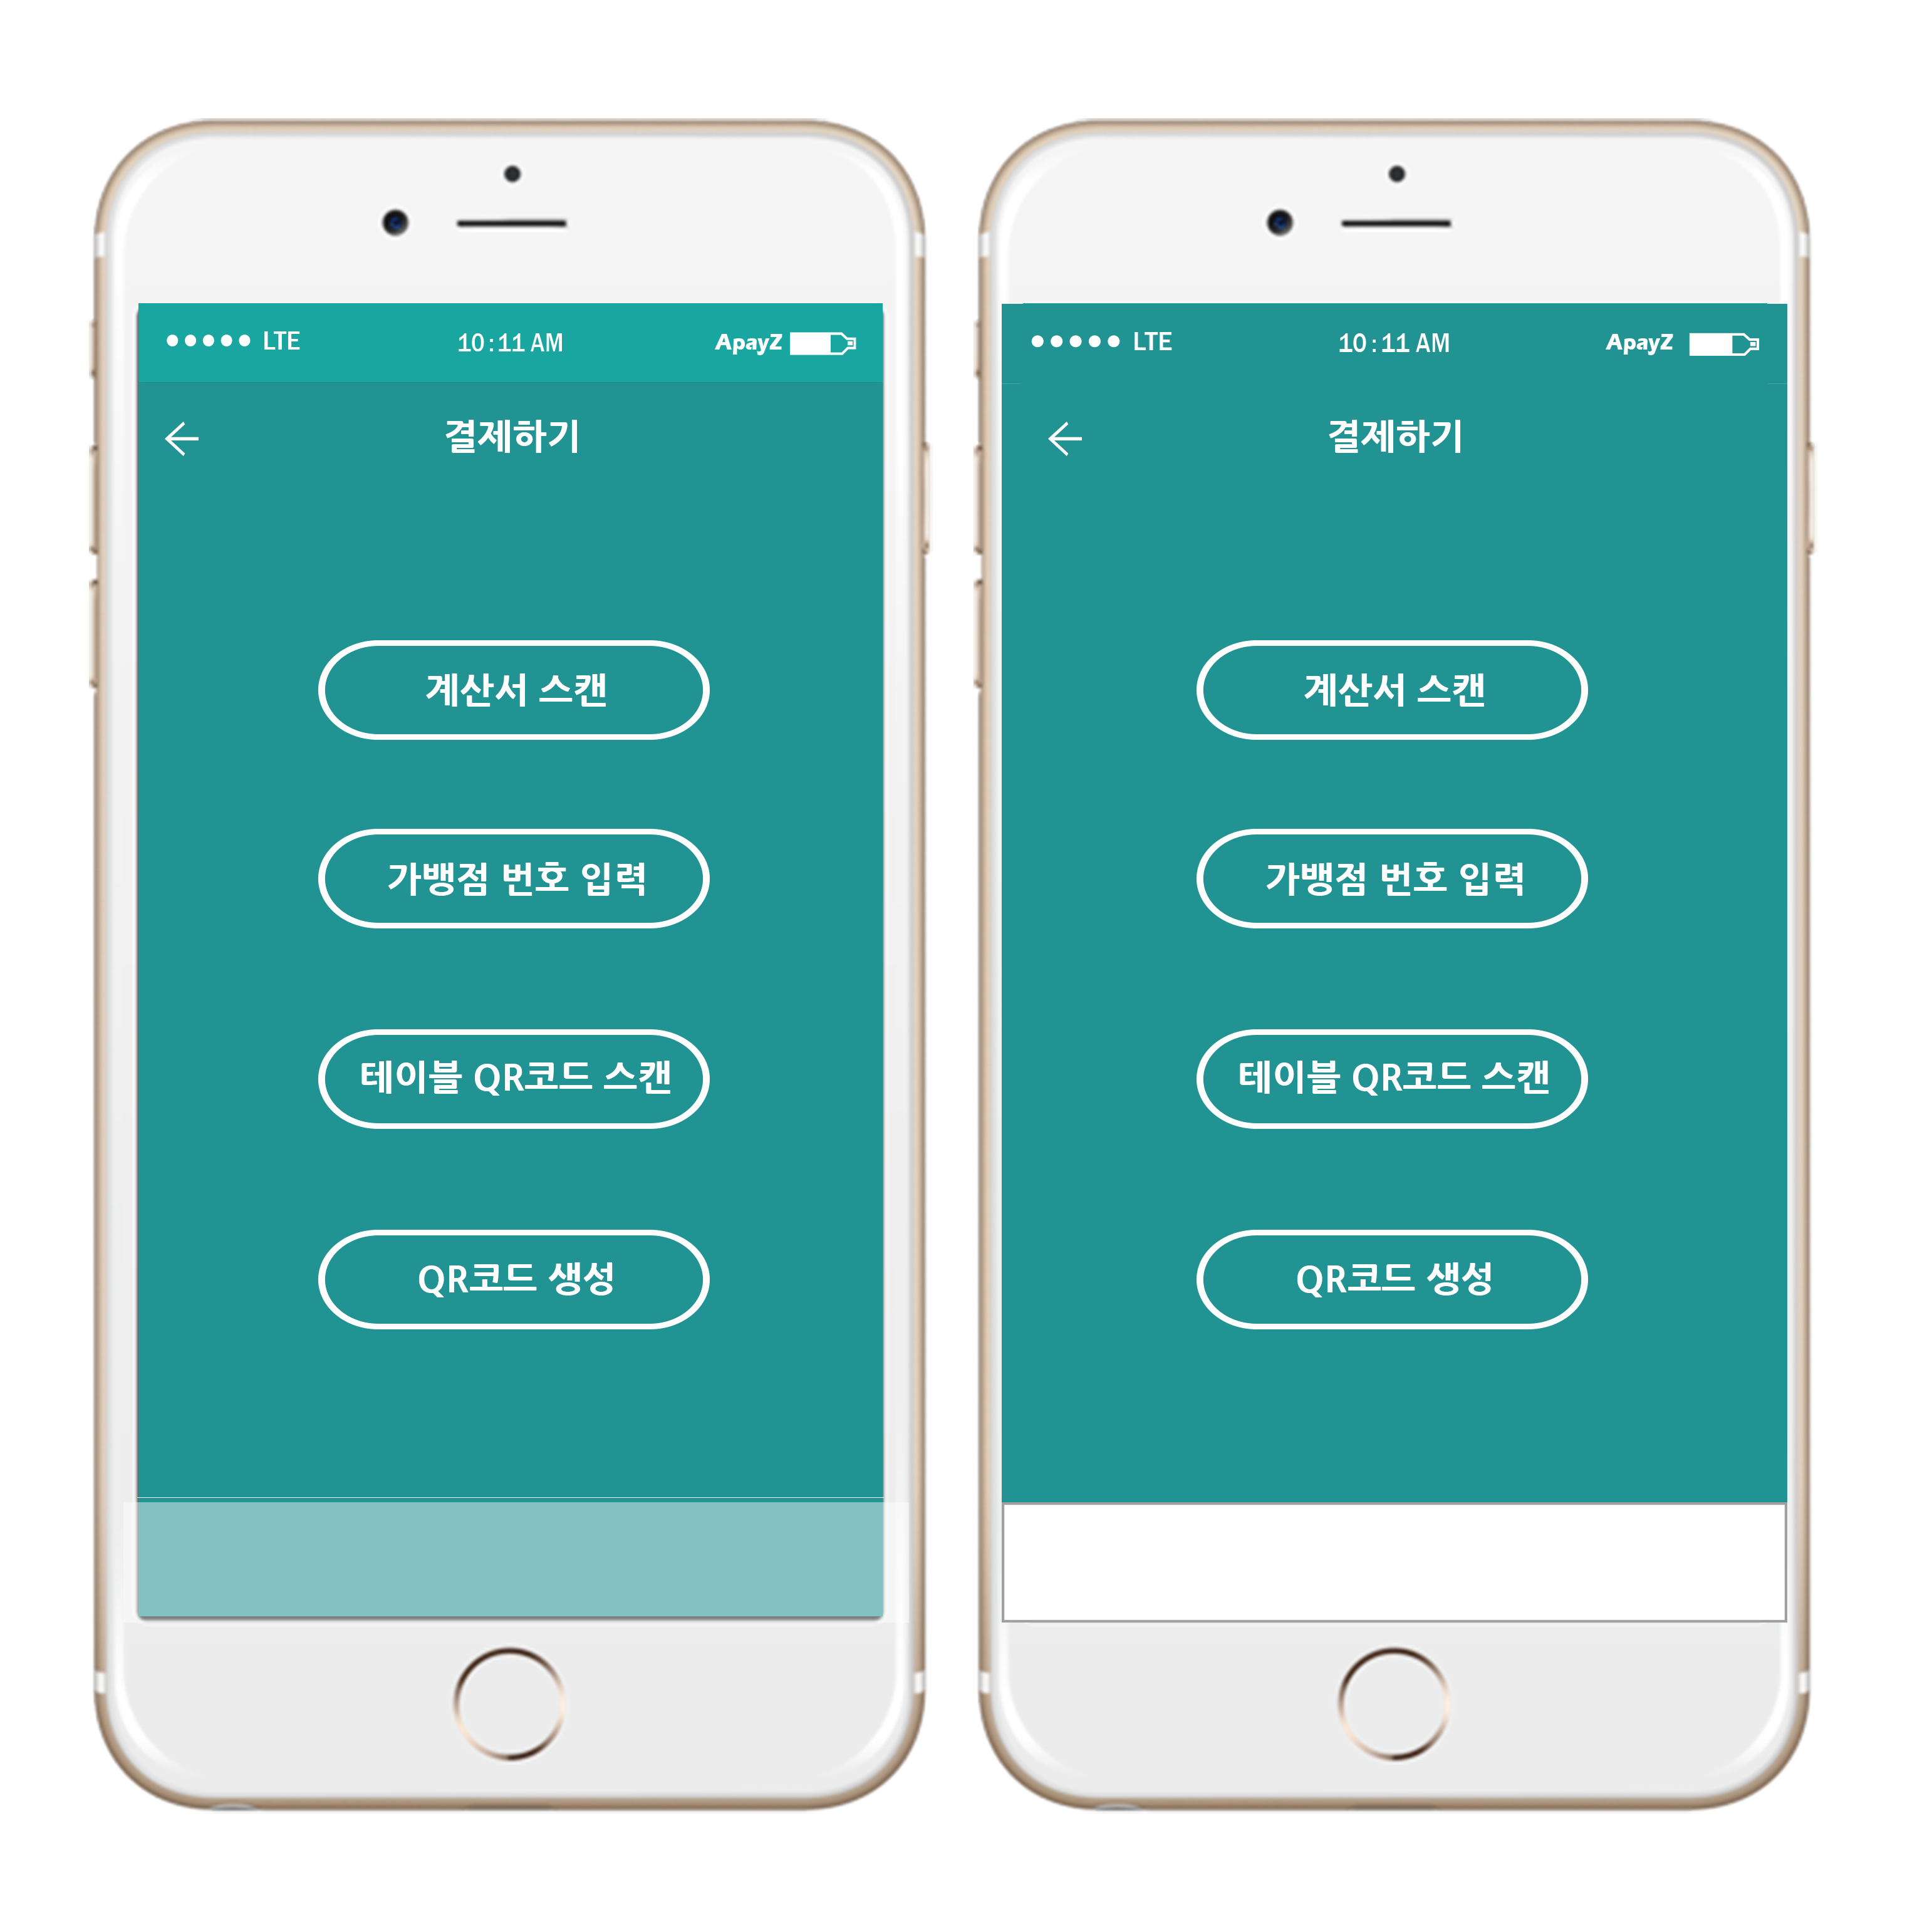 LTE 10:11 AM ApayZ
결제하기
계산서 스캔
가뱅점 번호 입력
테이블 QR코드 스캔
QR코드 생성
LTE 10:11 AM ApayZ
결제하기
계산서 스캔
가뱅점 번호 입력
테이블 QR코드 스캔
QR코드 생성